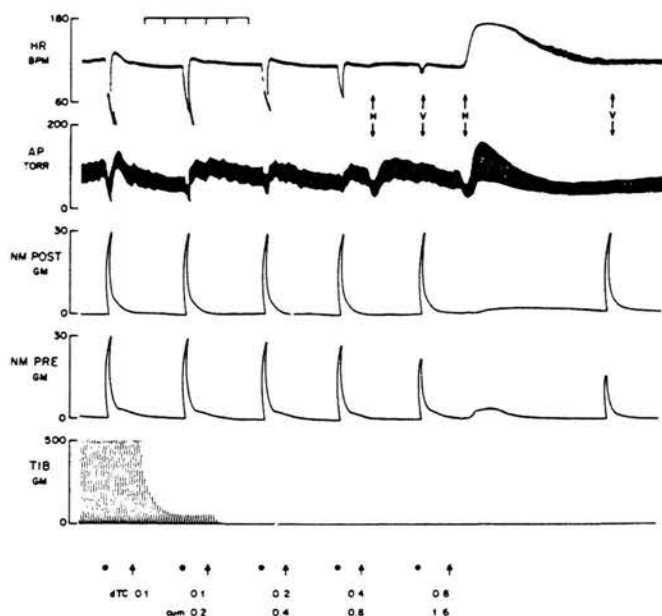 180
HR
BPM
60
H V H V
200
AP
TORR
0
30
NM POST
GM
0
30
NM PRE
GM
0
500
TIB
GM
0
dTC 0.1 0.1 0.2 0.4 0.8
cum 0.2 0.4 0.8 1.6